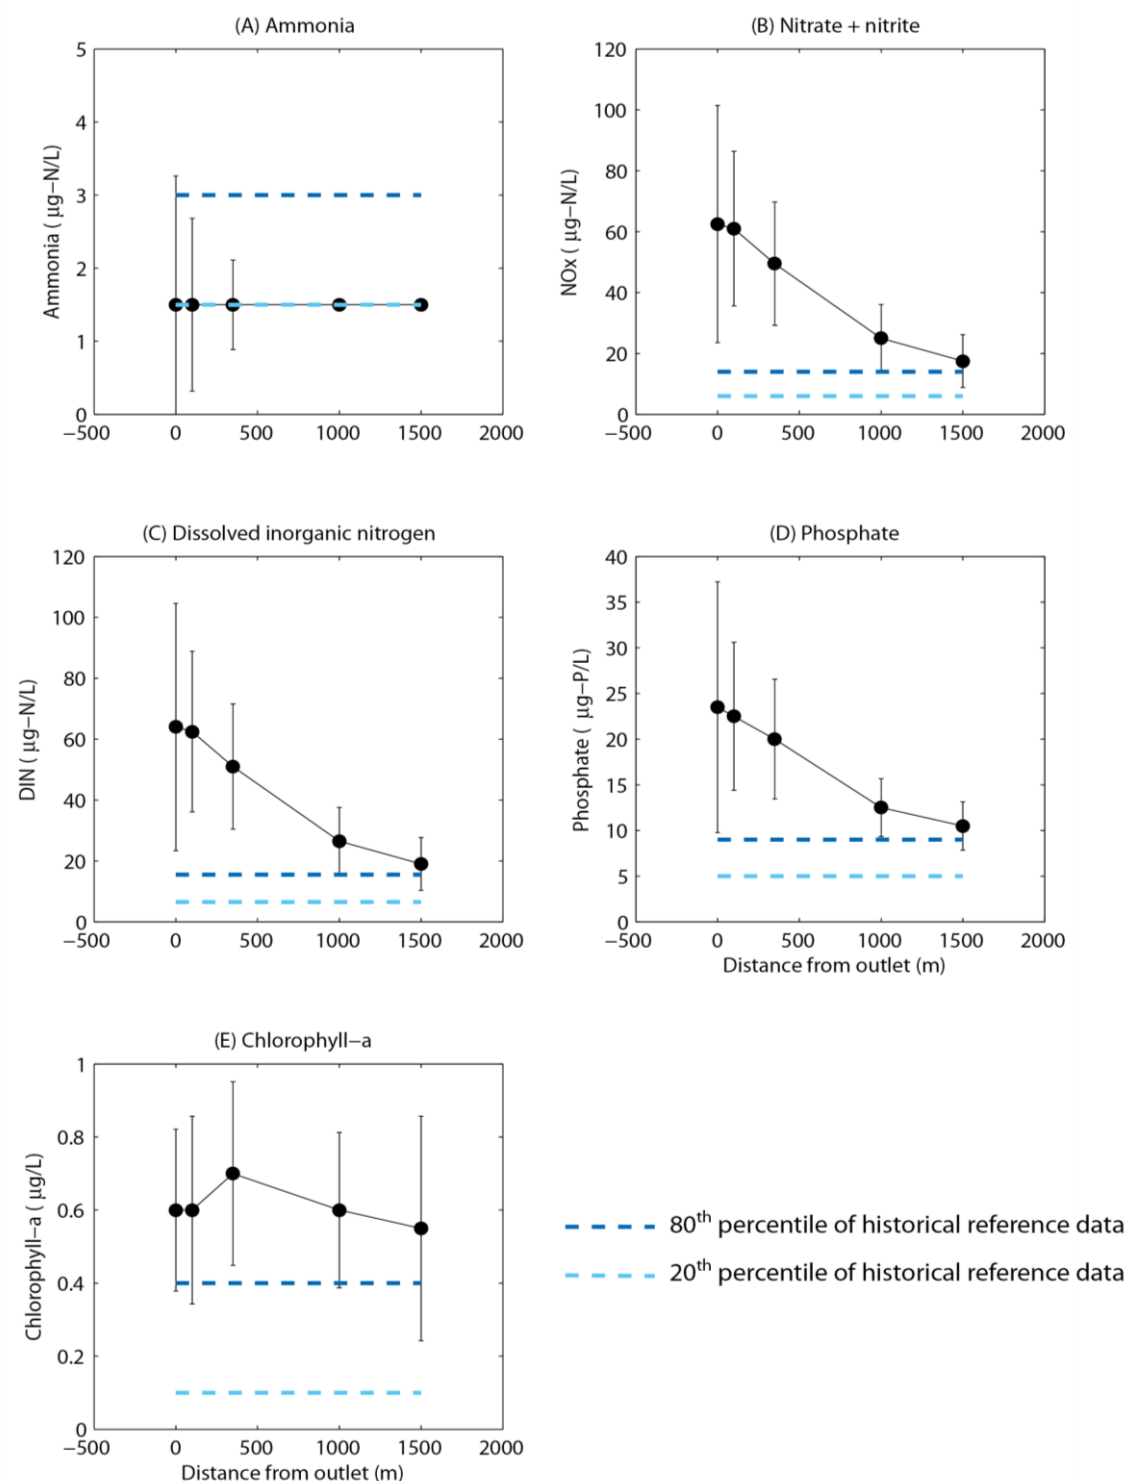 (A) Ammonia
5
4
3
2
1
0
Ammonia ( µg−N/L)
−500 0 500 1000 1500 2000
(B) Nitrate + nitrite
120
100
80
60
40
20
0
NOx ( µg−N/L)
−500 0 500 1000 1500 2000
(C) Dissolved inorganic nitrogen
120
100
80
60
40
20
0
DIN ( µg−N/L)
−500 0 500 1000 1500 2000
(D) Phosphate
40
35
30
25
20
15
10
5
0
Phosphate ( µg−P/L)
−500 0 500 1000 1500 2000
Distance from outlet (m)
(E) Chlorophyll−a
1
0.8
0.6
0.4
0.2
0
Chlorophyll−a ( µg/L)
−500 0 500 1000 1500 2000
Distance from outlet (m)
80th percentile of historical reference data
20th percentile of historical reference data